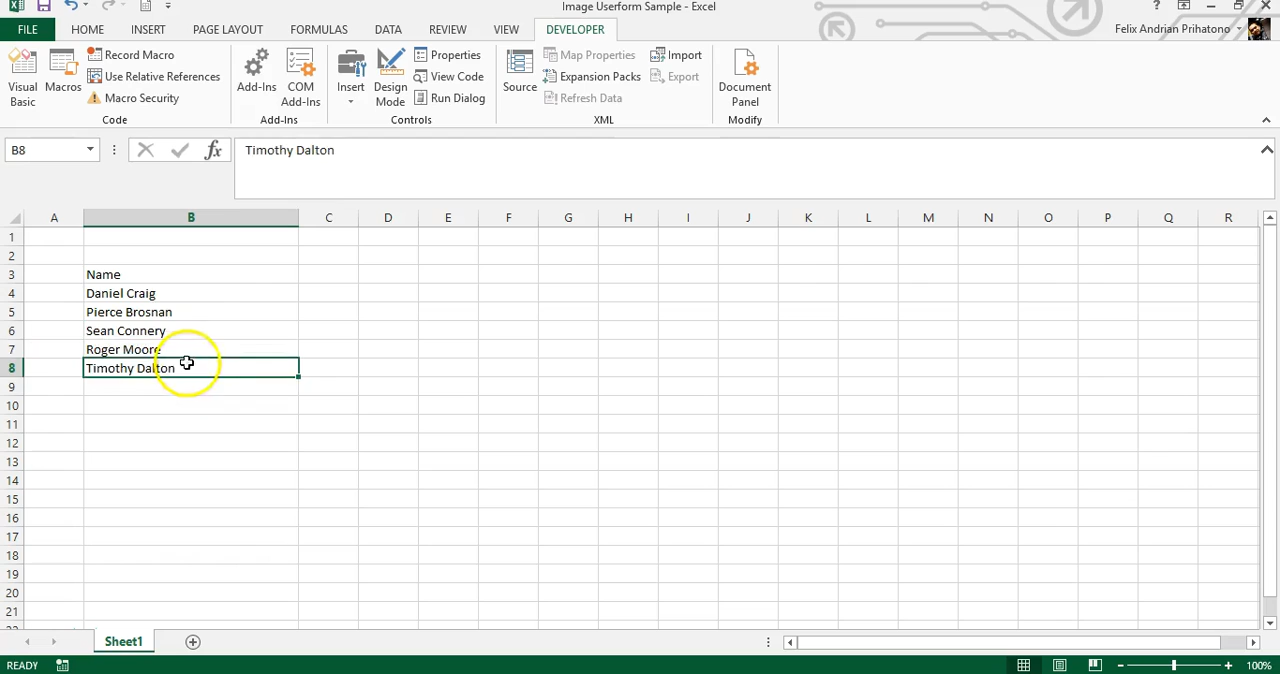 Image Userform Sample - Excel
?
FILE HOME INSERT PAGE LAYOUT FORMULAS DATA REVIEW VIEW DEVELOPER
Felix Andrian Prihatono
Visual Basic
Macros
Record Macro
Use Relative References
Macro Security
Code
Add-Ins
COM Add-Ins
Add-Ins
Insert
Design Mode
Properties
View Code
Run Dialog
Controls
Source
Map Properties
Expansion Packs
Refresh Data
Import
Export
XML
Document Panel
Modify
B8
fx
Timothy Dalton
A B C D E F G H I J K L M N O P Q R
1
2
3 Name
4 Daniel Craig
5 Pierce Brosnan
6 Sean Connery
7 Roger Moore
8 Timothy Dalton
9
10
11
12
13
14
15
16
17
18
19
20
21
Sheet1
READY
100%